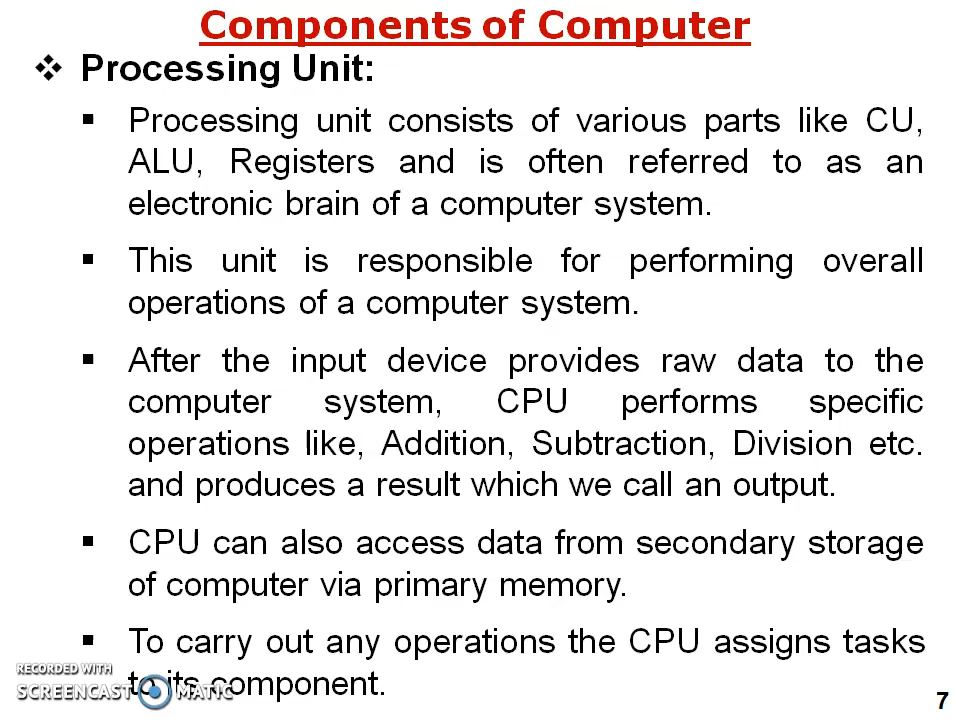 Components of Computer
❖ Processing Unit:
▪ Processing unit consists of various parts like CU,
ALU, Registers and is often referred to as an
electronic brain of a computer system.
▪ This unit is responsible for performing overall
operations of a computer system.
▪ After the input device provides raw data to the
computer system, CPU performs specific
operations like, Addition, Subtraction, Division etc.
and produces a result which we call an output.
▪ CPU can also access data from secondary storage
of computer via primary memory.
▪ To carry out any operations the CPU assigns tasks
to its component.
RECORDED WITH
SCREENCAST MATIC
7